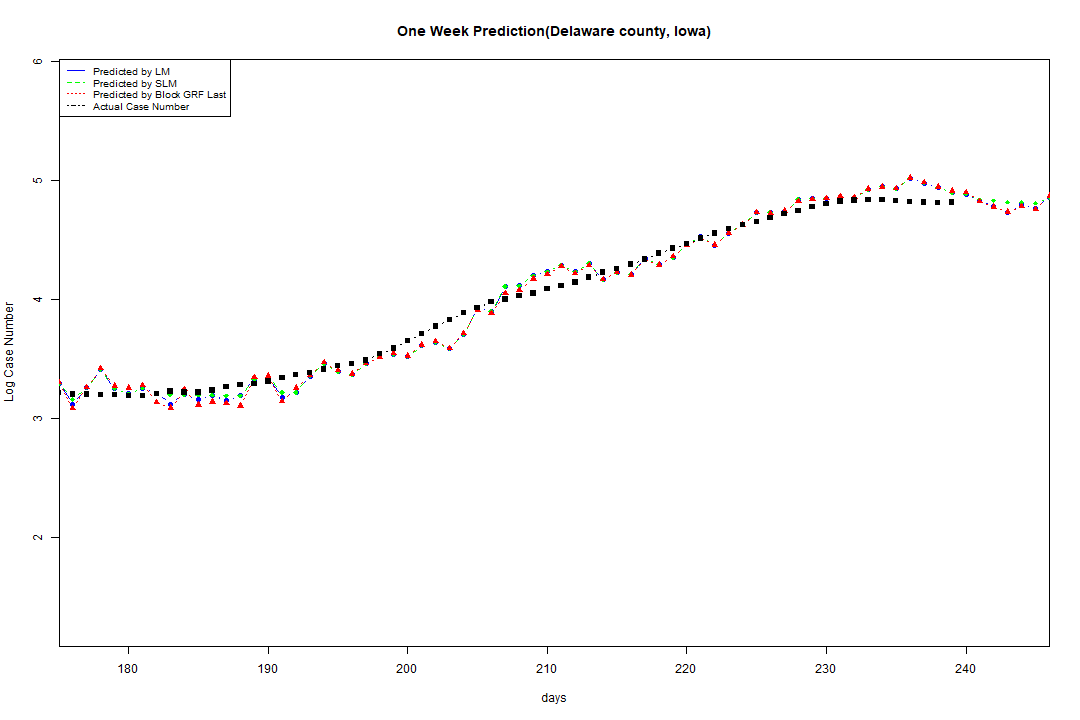 One Week Prediction(Delaware county, Iowa)
Predicted by LM
Predicted by SLM
Predicted by Block GRF Last
Actual Case Number
6
5
4
3
2
Log Case Number
180 190 200 210 220 230 240
days